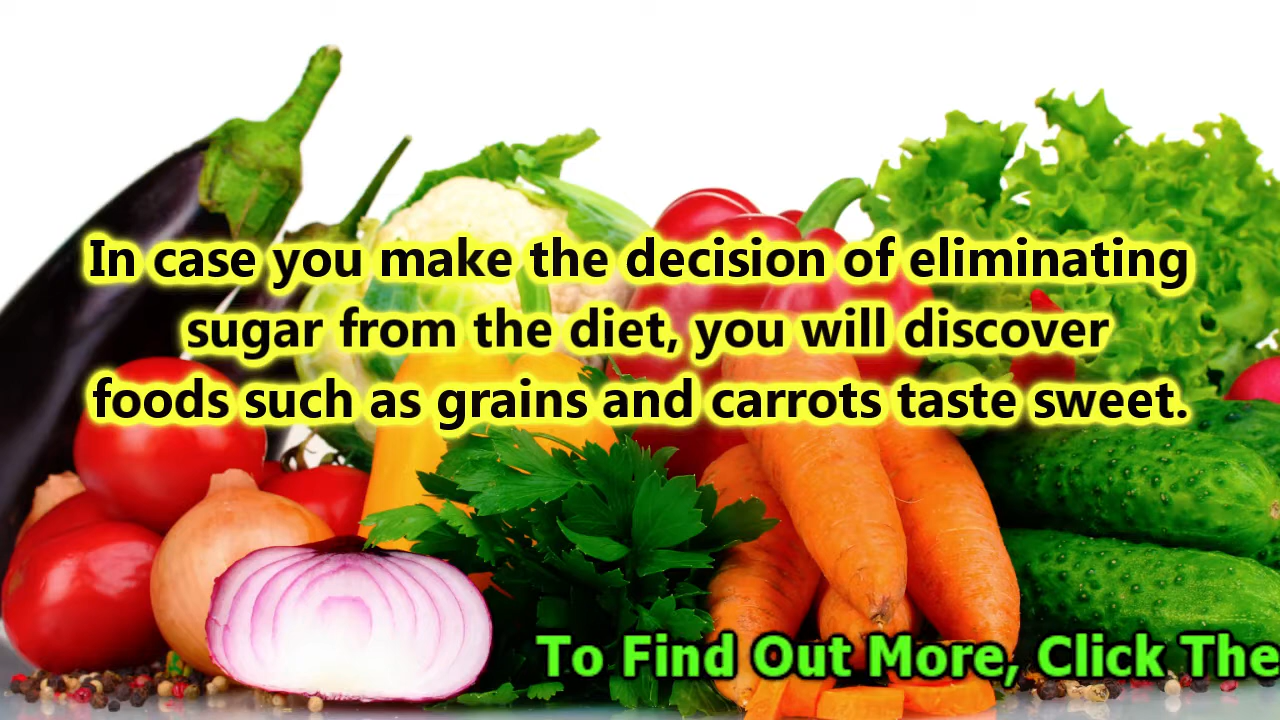 In case you make the decision of eliminating
sugar from the diet, you will discover
foods such as grains and carrots taste sweet.
To Find Out More, Click The